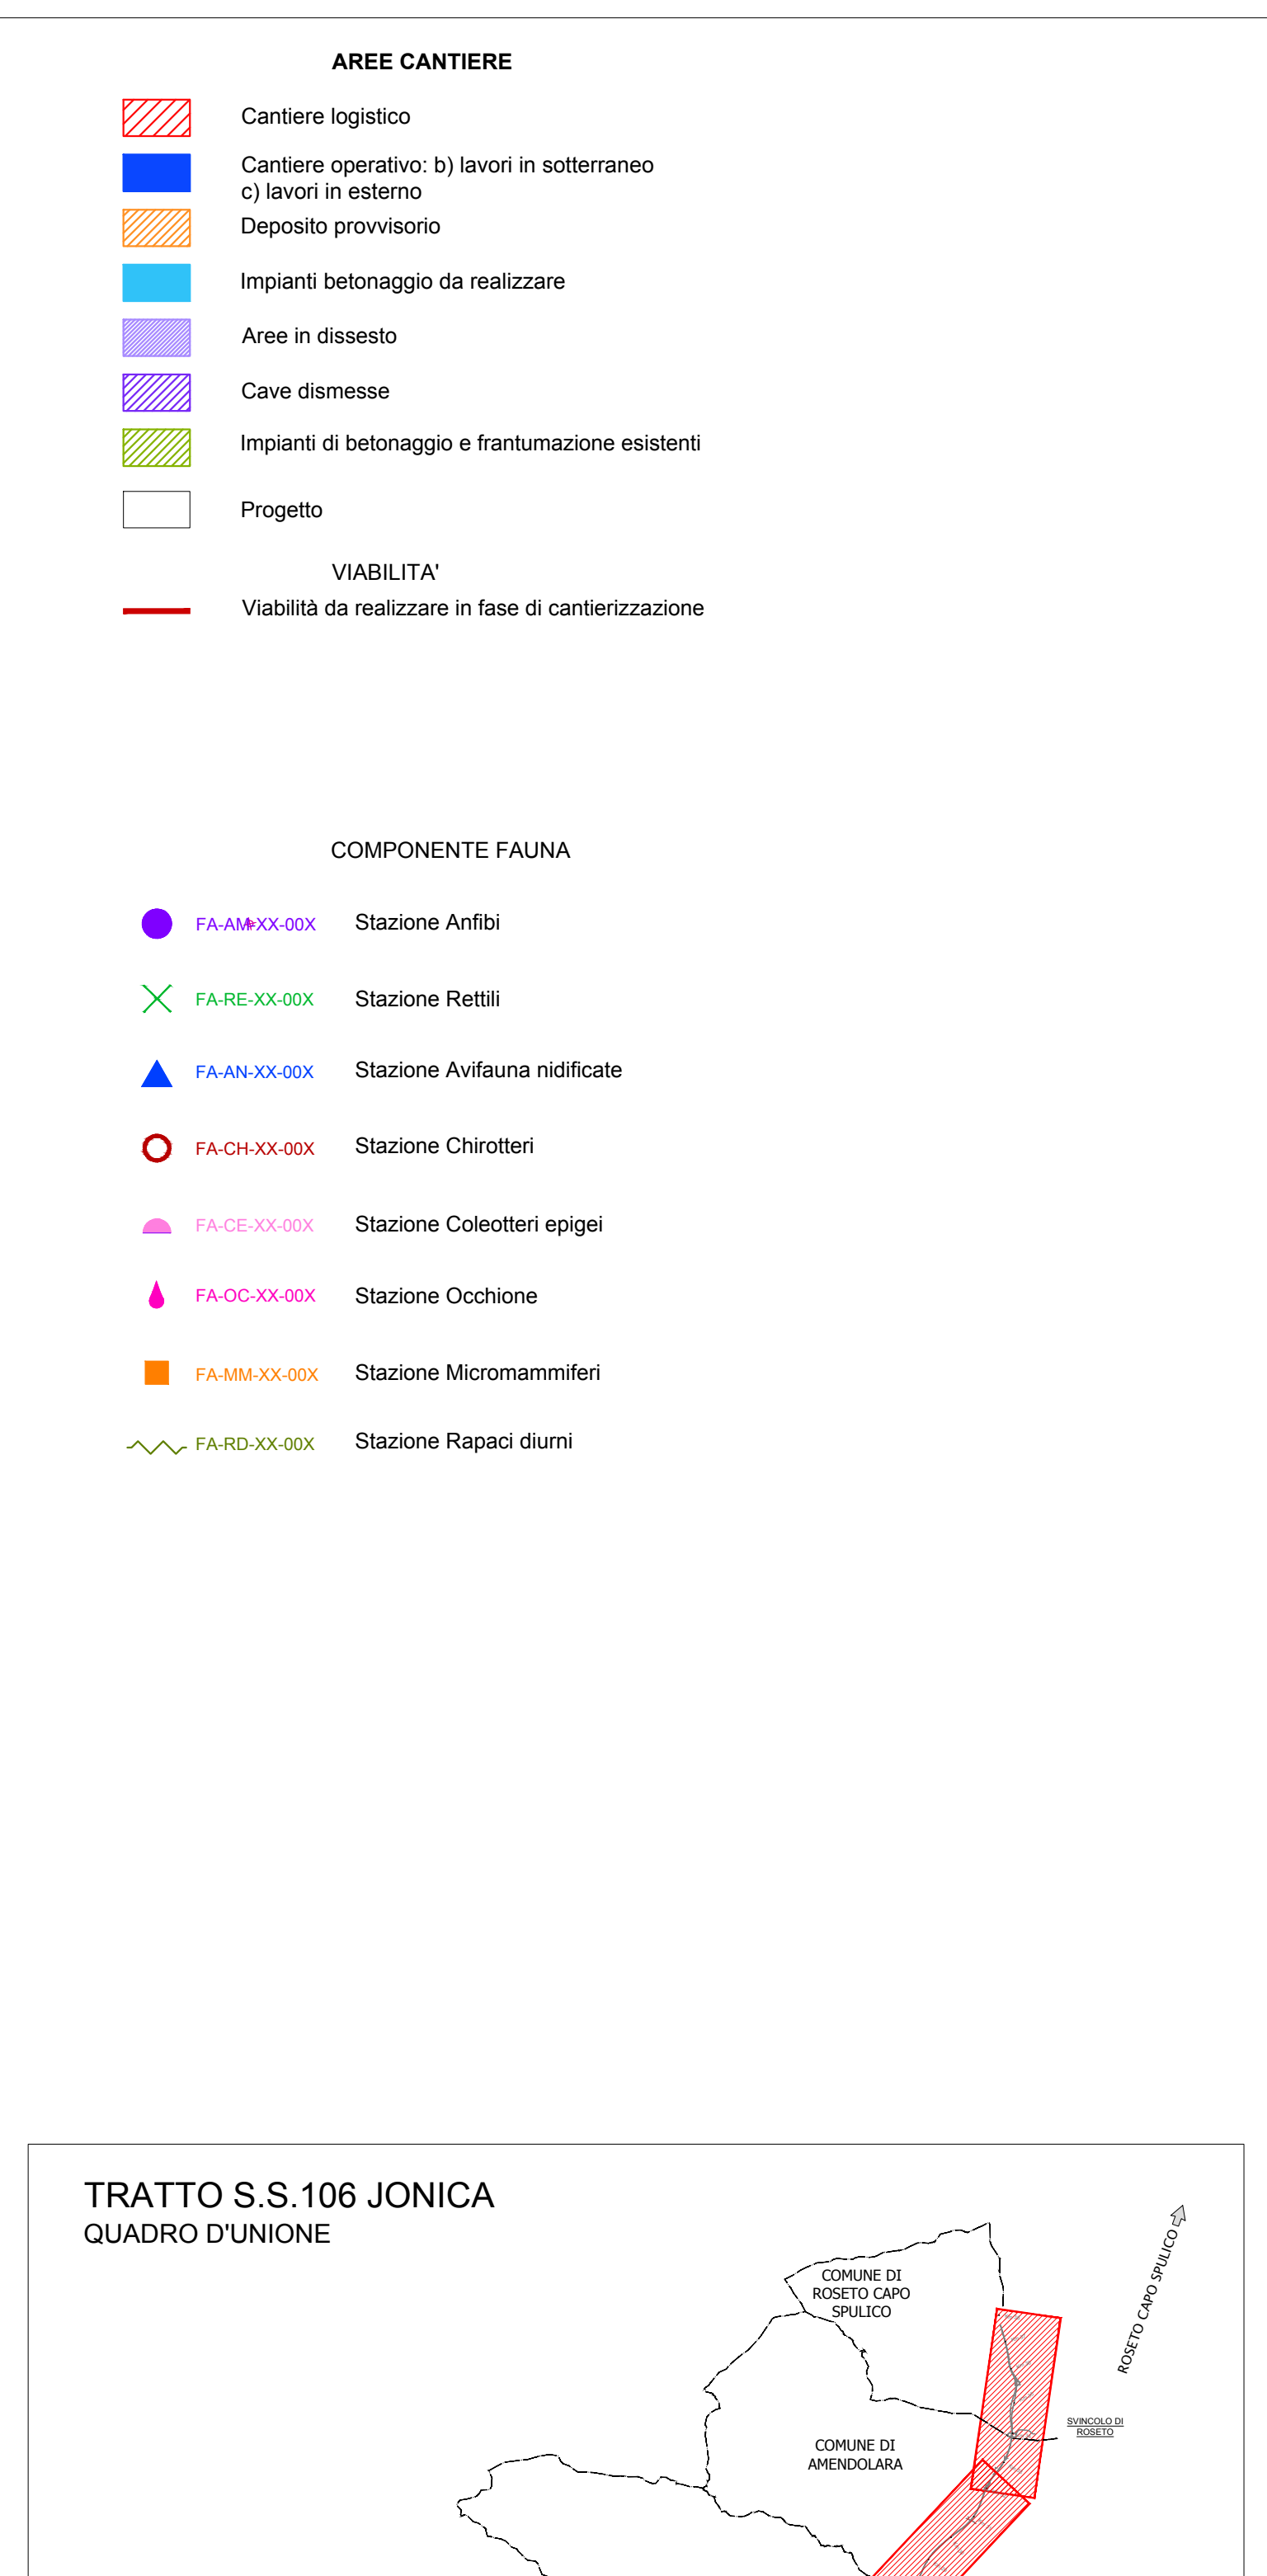 AREE CANTIERE
Cantiere logistico
Cantiere operativo: b) lavori in sotterraneo
c) lavori in esterno
Deposito provvisorio
Impianti betonaggio da realizzare
Aree in dissesto
Cave dismesse
Impianti di betonaggio e frantumazione esistenti
Progetto
VIABILITA'
Viabilità da realizzare in fase di cantierizzazione
COMPONENTE FAUNA
FA-AM-XX-00X Stazione Anfibi
FA-RE-XX-00X Stazione Rettili
FA-AN-XX-00X Stazione Avifauna nidificate
FA-CH-XX-00X Stazione Chirotteri
FA-CE-XX-00X Stazione Coleotteri epigei
FA-OC-XX-00X Stazione Occhione
FA-MM-XX-00X Stazione Micromammiferi
FA-RD-XX-00X Stazione Rapaci diurni
TRATTO S.S.106 JONICA
QUADRO D'UNIONE
COMUNE DI
ROSETO CAPO
SPULICO
ROSETO CAPO SPULICO
SVINCOLO DI
ROSETO
COMUNE DI
AMENDOLARA